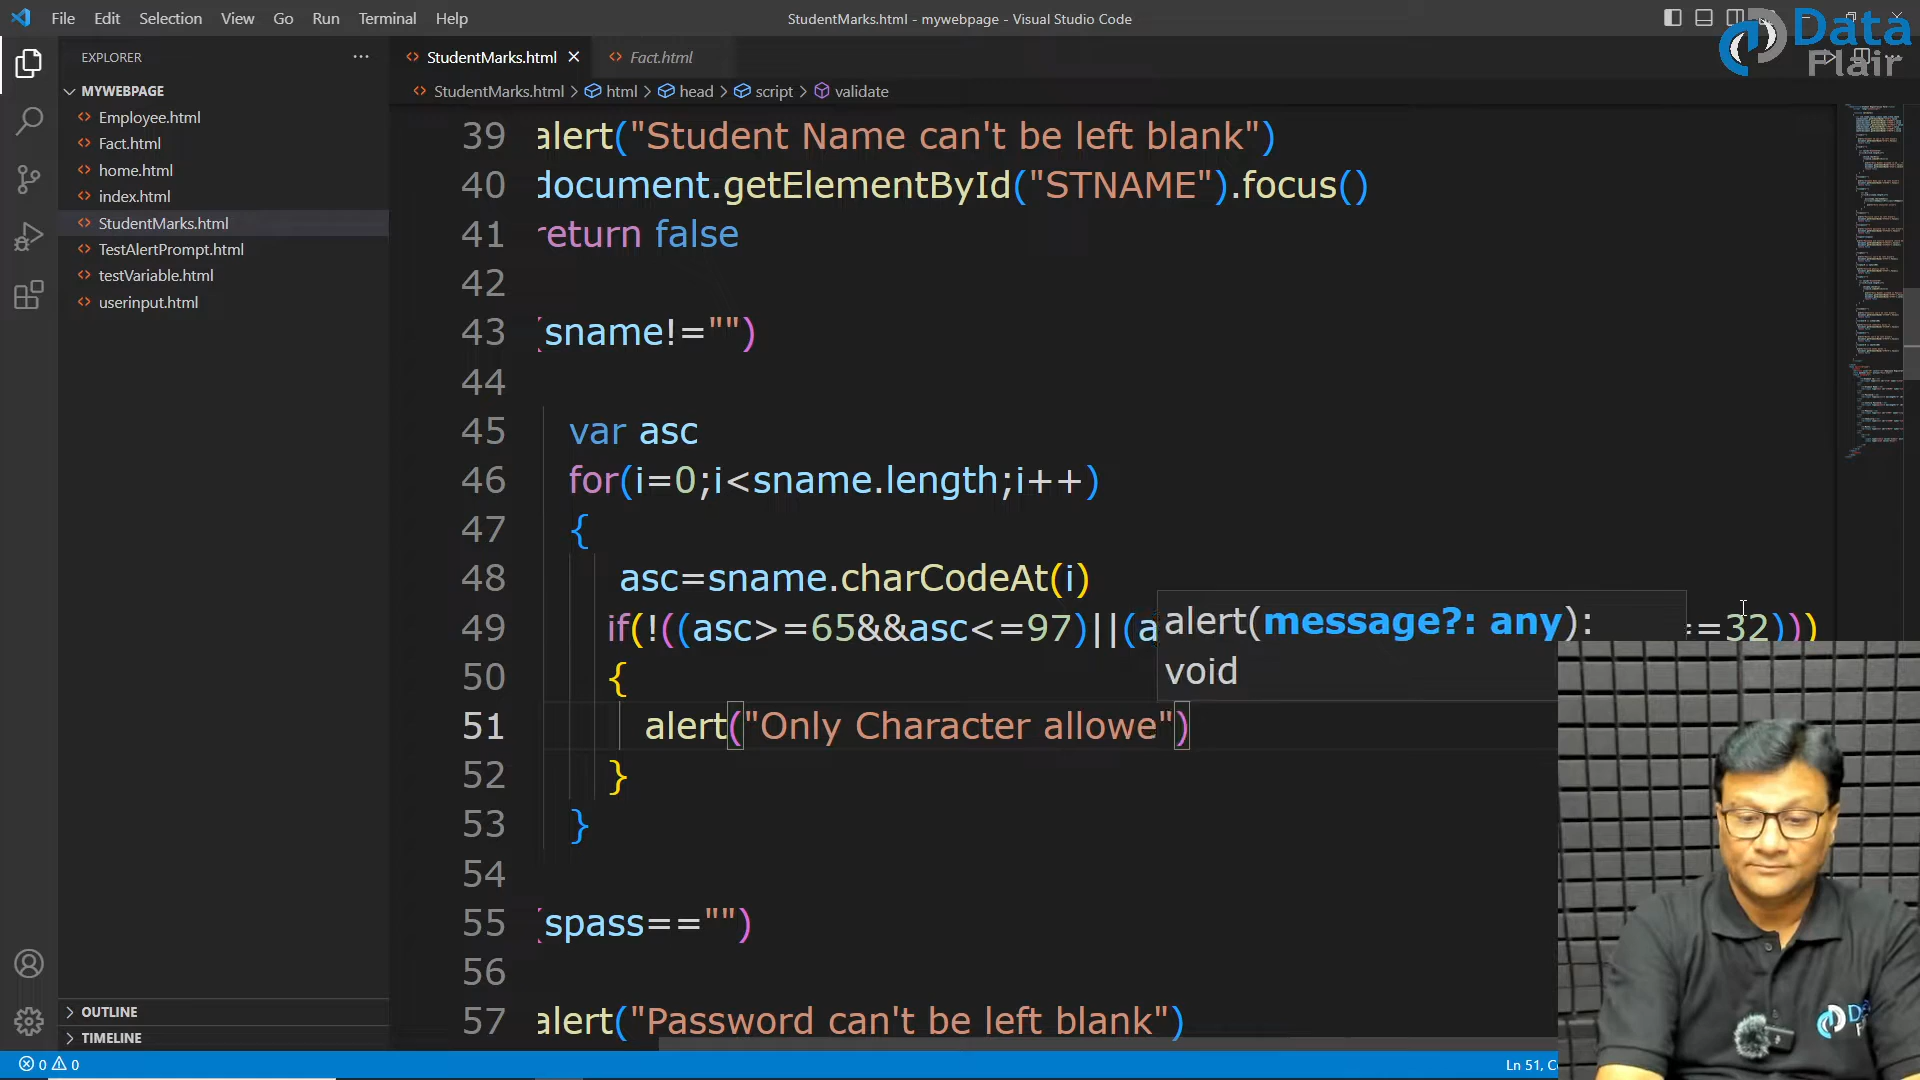 File Edit Selection View Go Run Terminal Help
StudentMarks.html - mywebpage - Visual Studio Code
Data
Flair
EXPLORER
MYWEBPAGE
Employee.html
Fact.html
home.html
index.html
StudentMarks.html
TestAlertPrompt.html
testVariable.html
userinput.html
OUTLINE
TIMELINE
StudentMarks.html
Fact.html
StudentMarks.html > html > head > script > validate
39 alert("Student Name can't be left blank")
40 document.getElementById("STNAME").focus()
41 return false
42
43 (sname!="")
44
45 var asc
46 for(i=0;i<sname.length;i++)
47 {
48 asc=sname.charCodeAt(i)
49 if(!((asc>=65&&asc<=97)||(a ==32)))
alert(message?: any):
void
50 {
51 alert("Only Character allowe")
52 }
53 }
54
55 (spass=="")
56
57 alert("Password can't be left blank")
0 0
Ln 51, C